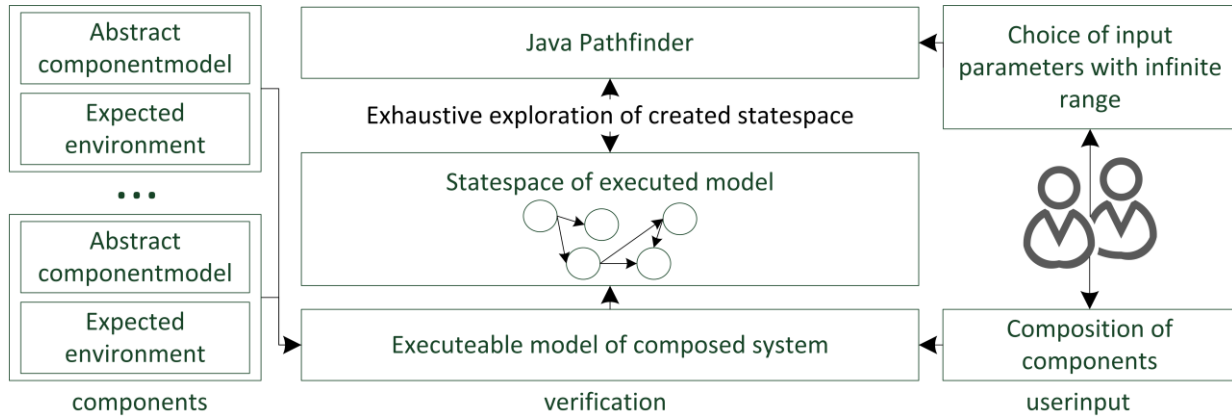 Abstract
componentmodel
Expected
environment
...
Abstract
componentmodel
Expected
environment
components
Java Pathfinder
Exhaustive exploration of created statespace
Statespace of executed model
Executeable model of composed system
verification
Choice of input
parameters with infinite
range
Composition of
components
userinput